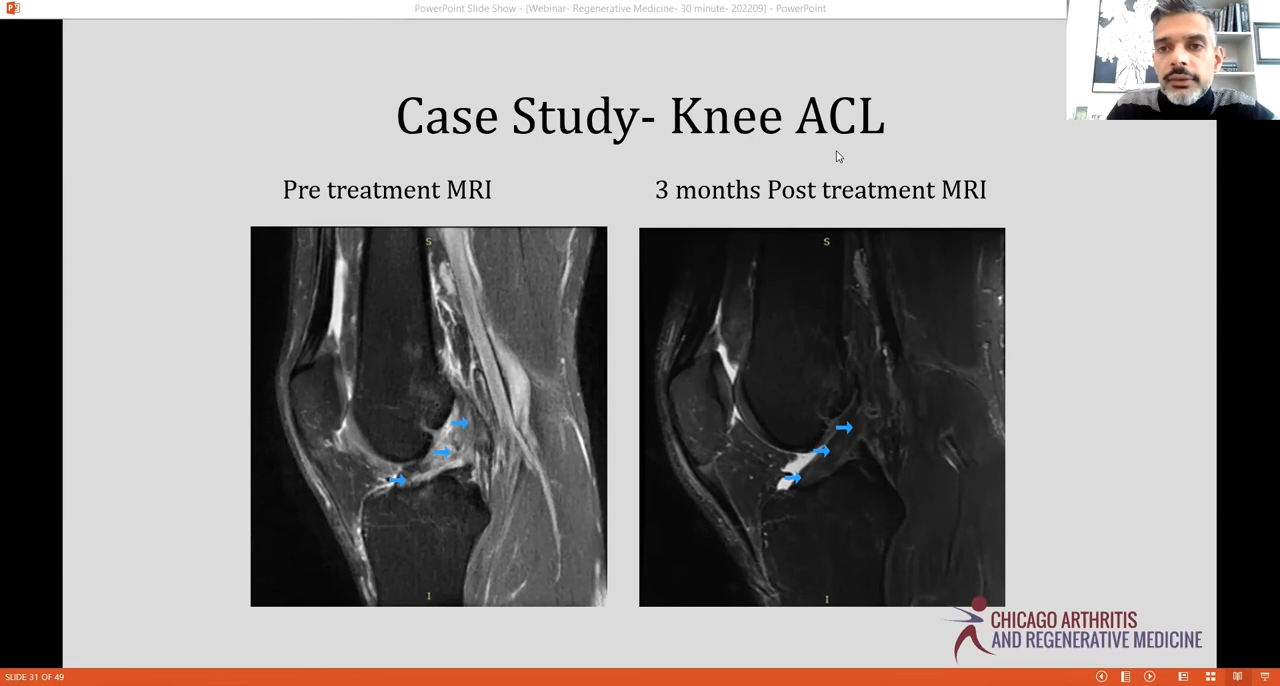 PowerPoint Slide Show - [Webinar- Regenerative Medicine- 30 minute- 202209] - PowerPoint
Case Study- Knee ACL
Pre treatment MRI
3 months Post treatment MRI
S
S
I
I
CHICAGO ARTHRITIS
AND REGENERATIVE MEDICINE
SLIDE 31 OF 49